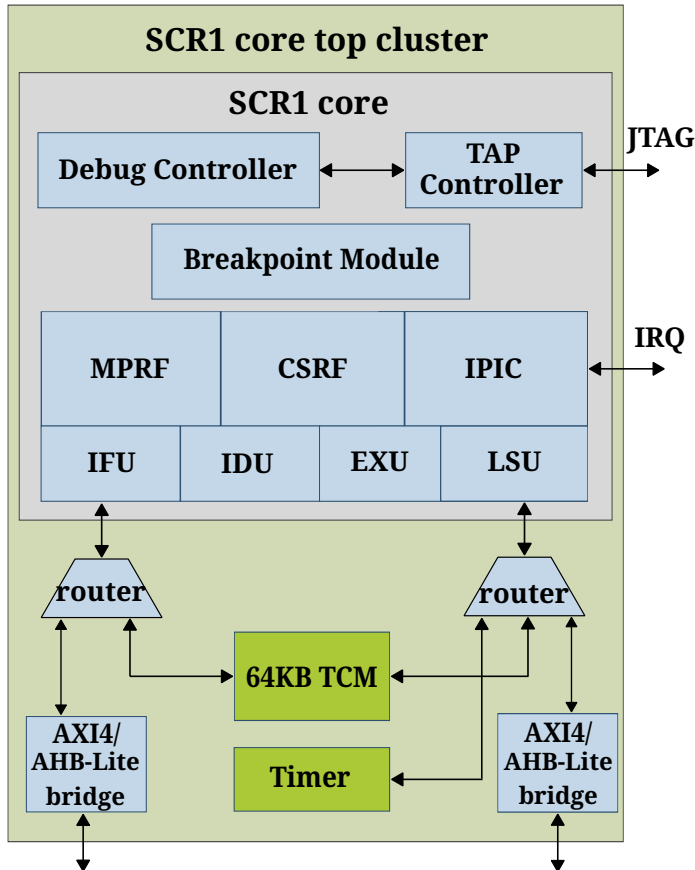 SCR1 core top cluster
SCR1 core
Debug Controller
TAP
Controller
JTAG
Breakpoint Module
MPRF
CSRF
IPIC
IRQ
IFU
IDU
EXU
LSU
router
router
64KB TCM
AXI4/
AHB-Lite
bridge
Timer
AXI4/
AHB-Lite
bridge